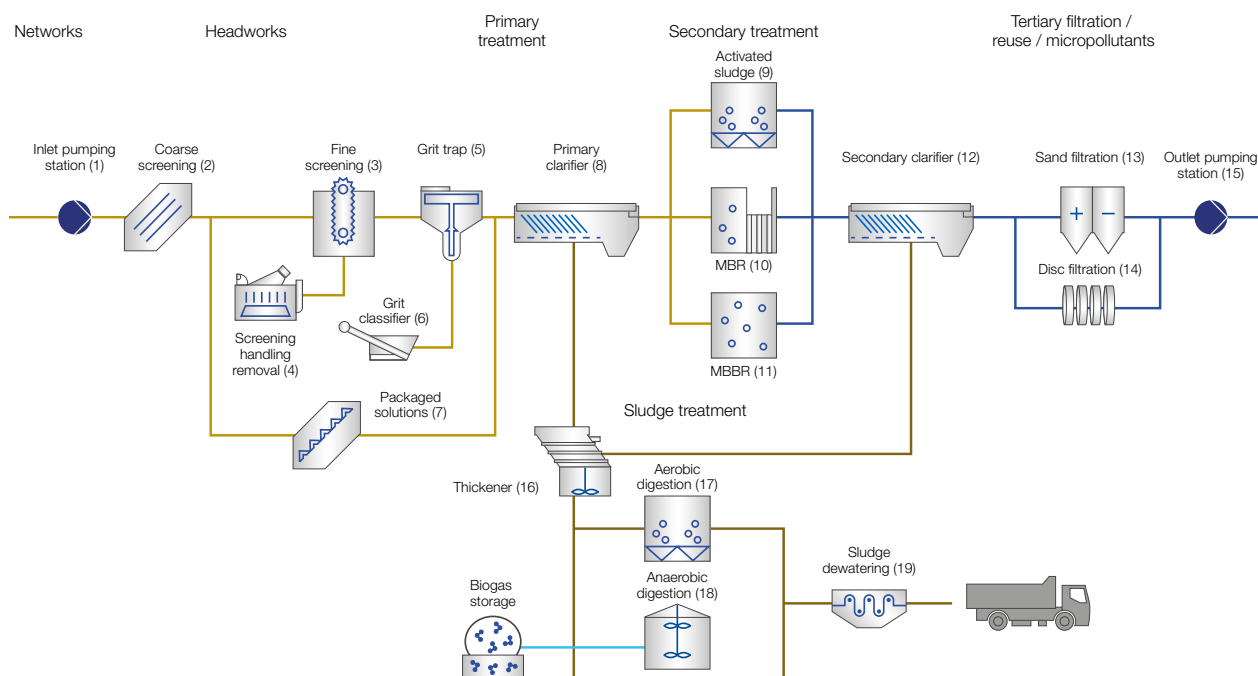 Networks
Headworks
Primary
treatment
Secondary treatment
Tertiary filtration /
reuse / micropollutants
Activated
sludge (9)
Inlet pumping
station (1)
Coarse
screening (2)
Fine
screening (3)
Grit trap (5)
Primary
clarifier (8)
Secondary clarifier (12)
Sand filtration (13)
Outlet pumping
station (15)
MBR (10)
Disc filtration (14)
Grit
classifier (6)
Screening
handling
removal (4)
MBBR (11)
Packaged
solutions (7)
Sludge treatment
Thickener (16)
Aerobic
digestion (17)
Sludge
dewatering (19)
Biogas
storage
Anaerobic
digestion (18)